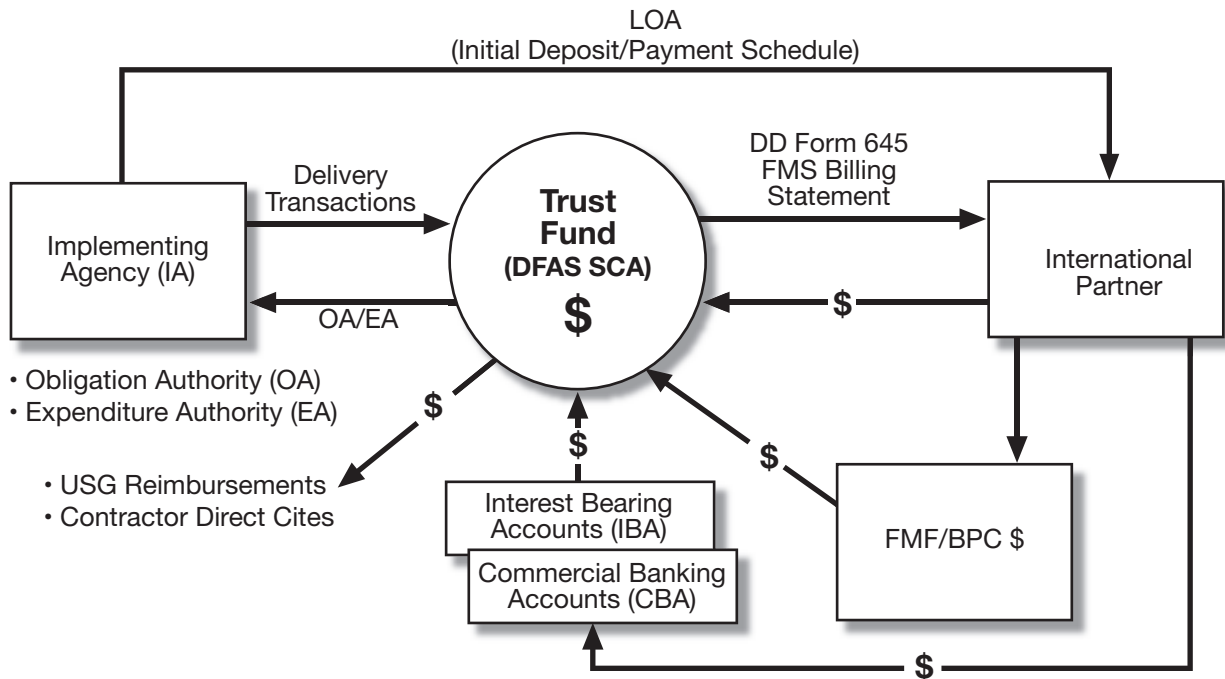 LOA
(Initial Deposit/Payment Schedule)
Delivery
Transactions
DD Form 645
FMS Billing
Statement
Implementing
Agency (IA)
Trust
Fund
(DFAS SCA)
$
International
Partner
OA/EA
$
• Obligation Authority (OA)
• Expenditure Authority (EA)
$
$
$
• USG Reimbursements
• Contractor Direct Cites
Interest Bearing
Accounts (IBA)
Commercial Banking
Accounts (CBA)
FMF/BPC $
$